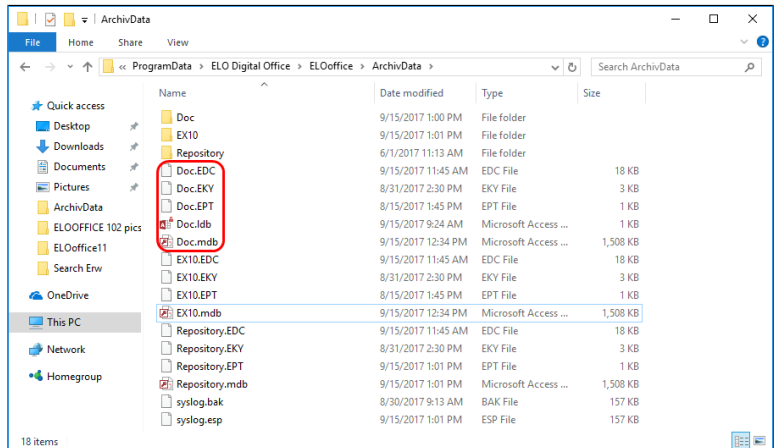 ArchivData
File Home Share View
« ProgramData > ELO Digital Office > ELOoffice > ArchivData > Search ArchivData
Name Date modified Type Size
Quick access
Desktop
Downloads
Documents
Pictures
ArchivData
ELOOFFICE 102 pics
ELOoffice11
Search Erw
OneDrive
This PC
Network
Homegroup
Doc 9/15/2017 1:00 PM File folder
EX10 9/15/2017 1:01 PM File folder
Repository 6/1/2017 11:13 AM File folder
Doc.EDC 9/15/2017 11:45 AM EDC File 18 KB
Doc.EKY 8/31/2017 2:30 PM EKY File 3 KB
Doc.EPT 8/15/2017 1:45 PM EPT File 1 KB
Doc.ldb 9/15/2017 9:24 AM Microsoft Access ... 1 KB
Doc.mdb 9/15/2017 12:34 PM Microsoft Access ... 1,508 KB
EX10.EDC 9/15/2017 11:45 AM EDC File 18 KB
EX10.EKY 8/31/2017 2:30 PM EKY File 3 KB
EX10.EPT 8/15/2017 1:45 PM EPT File 1 KB
EX10.mdb 9/15/2017 12:34 PM Microsoft Access ... 1,508 KB
Repository.EDC 9/15/2017 11:45 AM EDC File 18 KB
Repository.EKY 8/31/2017 2:30 PM EKY File 3 KB
Repository.EPT 9/15/2017 1:01 PM EPT File 1 KB
Repository.mdb 9/15/2017 1:01 PM Microsoft Access ... 1,508 KB
syslog.bak 8/30/2017 9:13 AM BAK File 157 KB
syslog.esp 9/15/2017 1:01 PM ESP File 157 KB
18 items